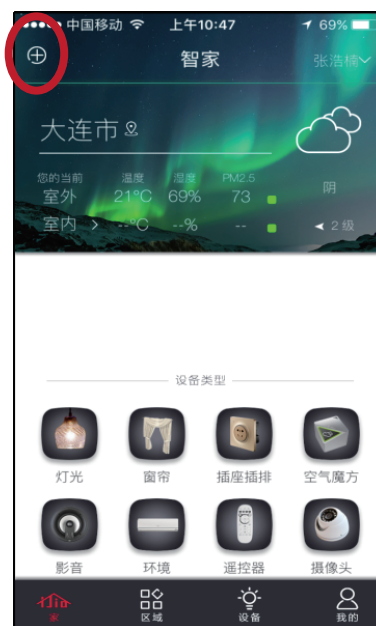 中国移动 上午10:47 69%
智家 张浩楠
大连市
您的当前 温度 湿度 PM2.5
室外 21°C 69% 73 阴
室内 > --°C --% -- 2 级
设备类型
灯光 窗帘 插座插排 空气魔方
影音 环境 遥控器 摄像头
家 区域 设备 我的